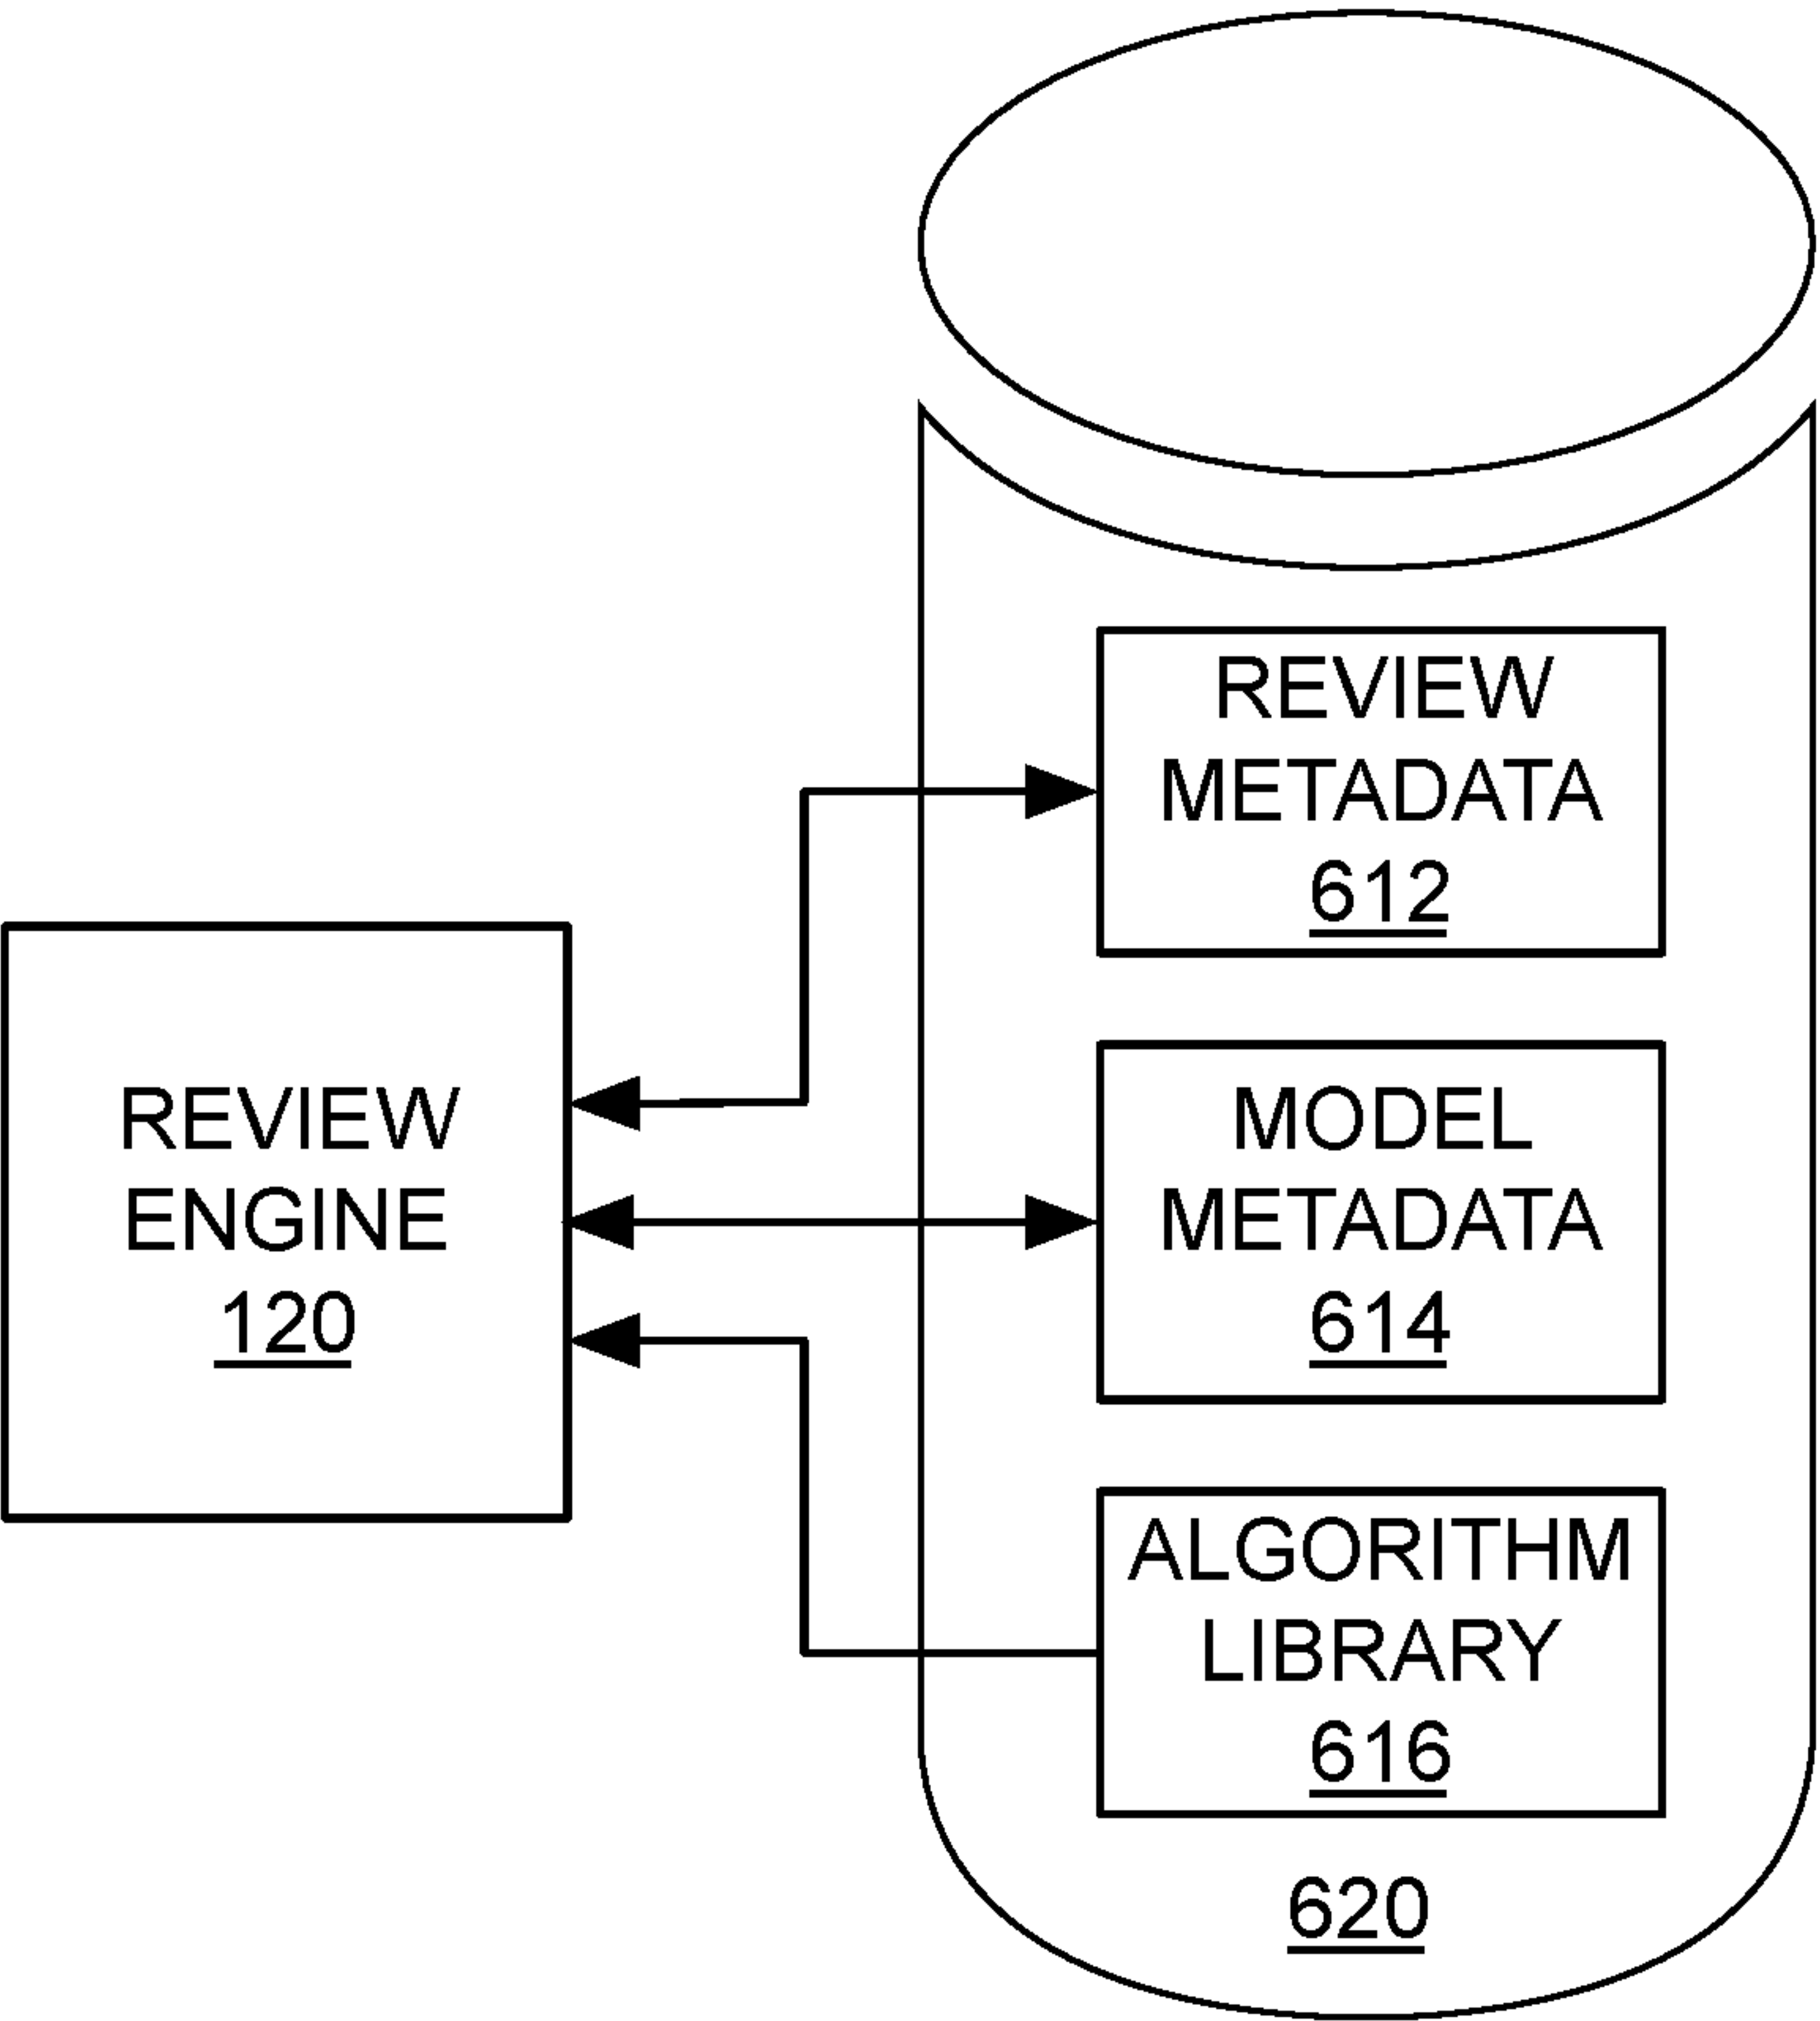 REVIEW
METADATA
612
REVIEW
ENGINE
120
MODEL
METADATA
614
ALGORITHM
LIBRARY
616
620